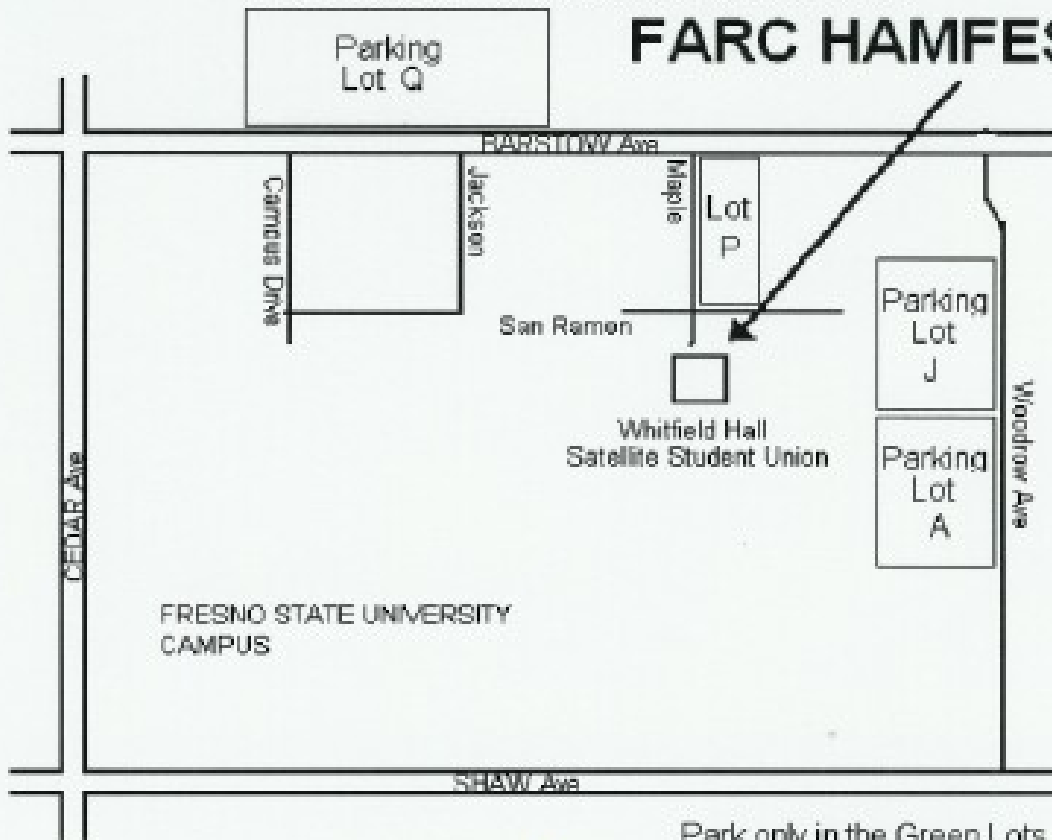 Parking
Lot Q
FARC HAMFES
BARSTOW Ave
Campus Drive
Jackson
Maple
Lot
P
San Ramon
Parking
Lot
J
Whitfield Hall
Satellite Student Union
Parking
Lot
A
Woodrow Ave
CEDAR Ave
FRESNO STATE UNIVERSITY
CAMPUS
SHAW Ave
Park only in the Green Lots